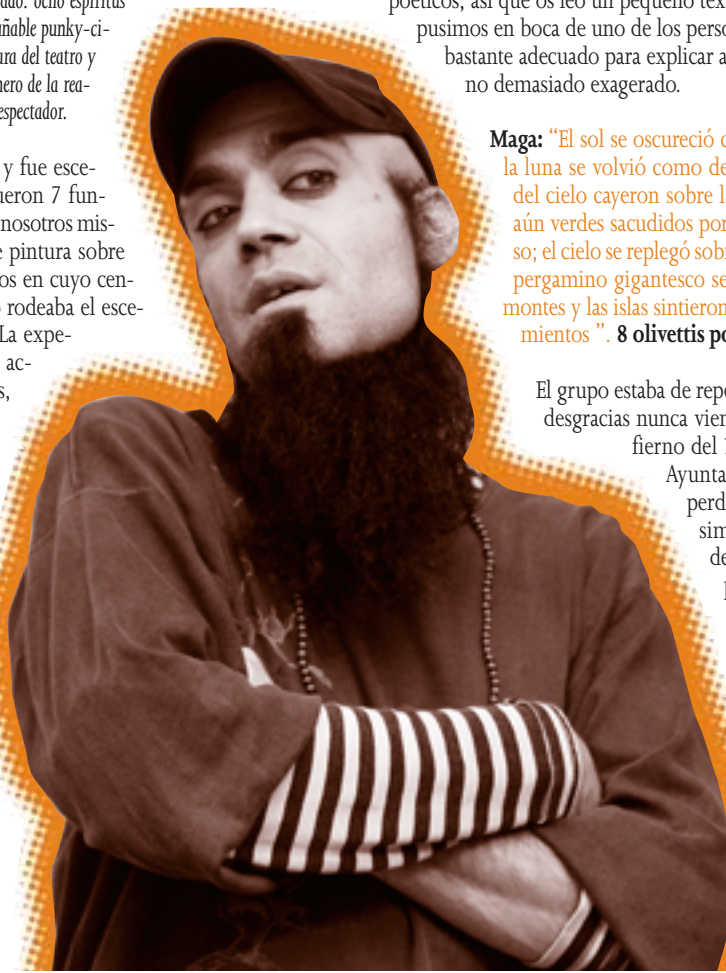 ado: ocho espíritus
añable punky-ci-
ura del teatro y
nero de la rea-
espectador.
y fue esce-
ueron 7 fun-
nosotros mis-
e pintura sobre
os en cuyo cen-
o rodeaba el esce-
La expe-
ac-
s,
poéticos, así que os leo un pequeño tex
pusimos en boca de uno de los perso
bastante adecuado para explicar a
no demasiado exagerado.
Maga: “El sol se oscureció c
la luna se volvió como de
del cielo cayeron sobre l
aún verdes sacudidos por
so; el cielo se replegó sobr
pergamino gigantesco se
montes y las islas sintieron
mientos ”. 8 olivettis po
El grupo estaba de repo
desgracias nunca vien
fierno del
Ayunta
perd
sim
de